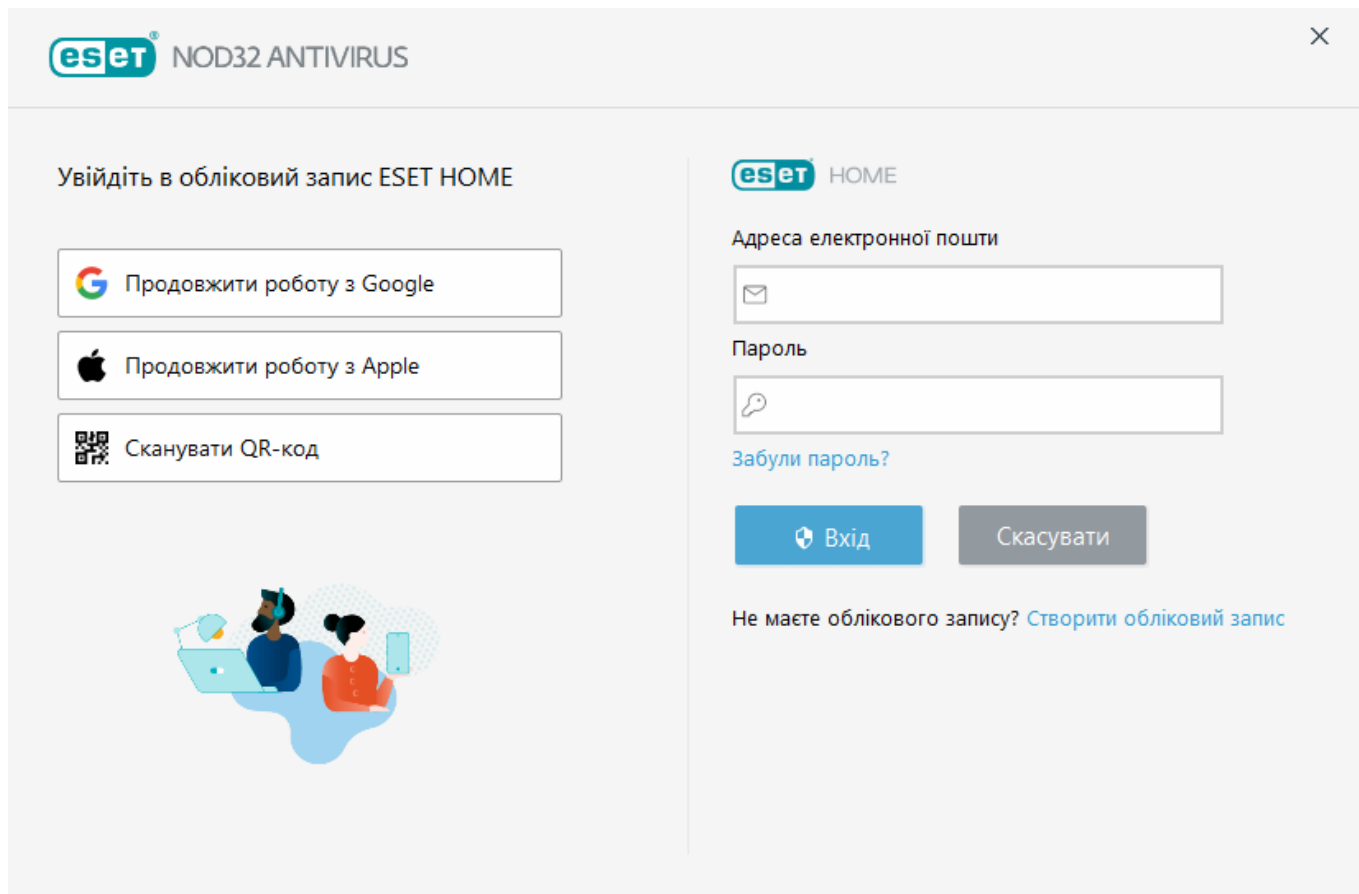 eset® NOD32 ANTIVIRUS
Увійдіть в обліковий запис ESET HOME
Продовжити роботу з Google
Продовжити роботу з Apple
Сканувати QR-код
eset HOME
Адреса електронної пошти
Пароль
Забули пароль?
Вхід
Скасувати
Не маєте облікового запису? Створити обліковий запис